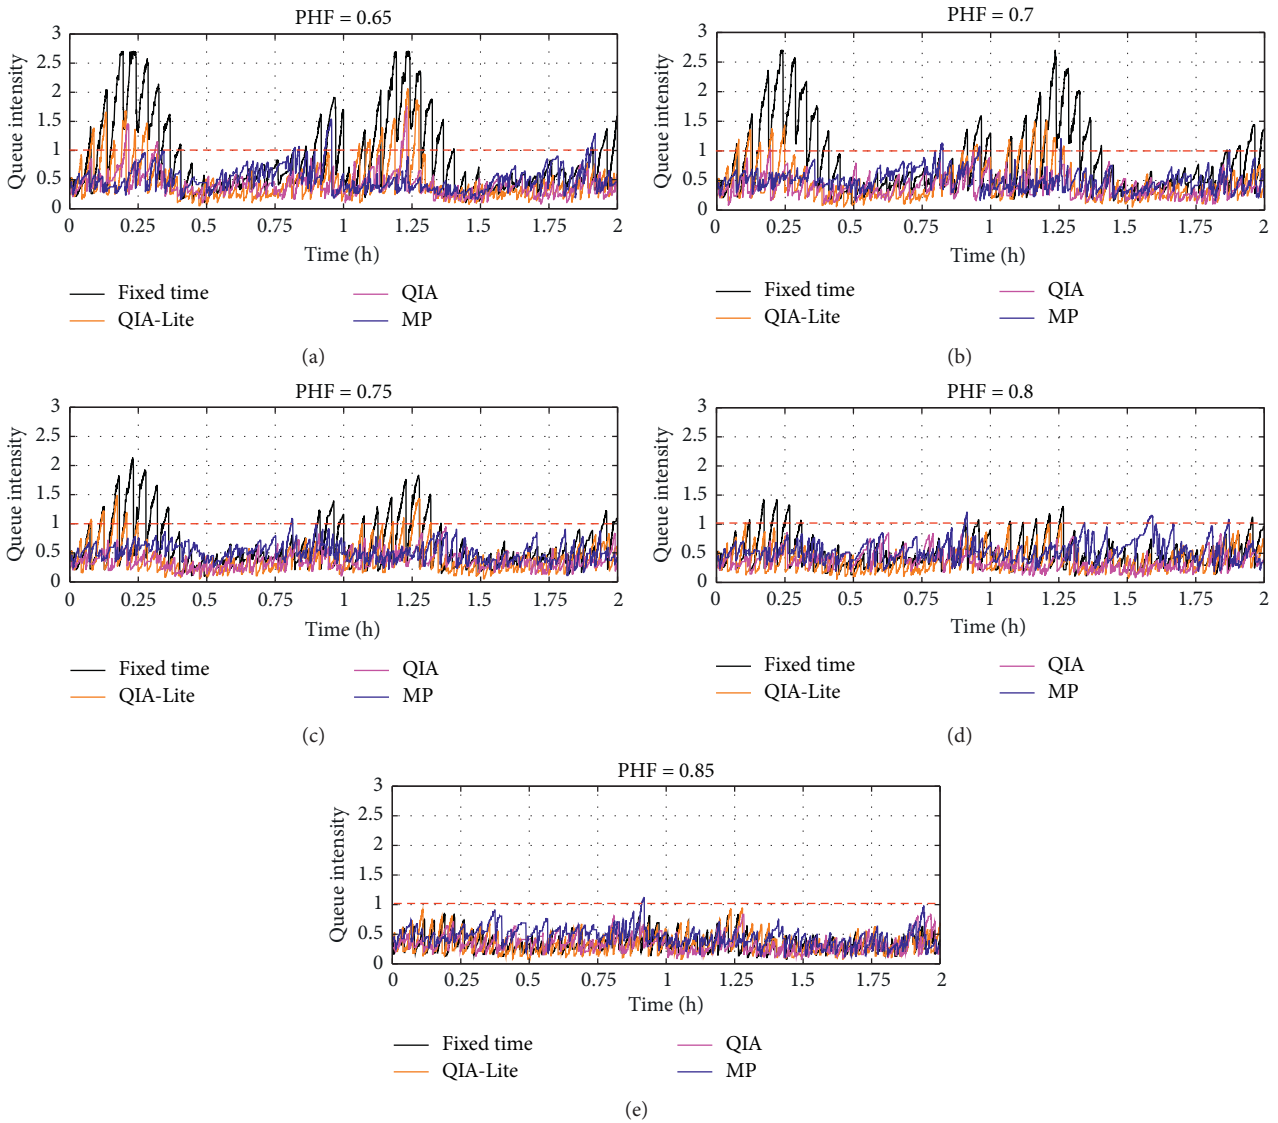 PHF = 0.65
3
2.5
2
1.5
1
0.5
0
Queue intensity
0 0.25 0.5 0.75 1 1.25 1.5 1.75 2
Time (h)
Fixed time QIA
QIA-Lite MP
(a)
PHF = 0.7
3
2.5
2
1.5
1
0.5
0
Queue intensity
0 0.25 0.5 0.75 1 1.25 1.5 1.75 2
Time (h)
Fixed time QIA
QIA-Lite MP
(b)
PHF = 0.75
3
2.5
2
1.5
1
0.5
0
Queue intensity
0 0.25 0.5 0.75 1 1.25 1.5 1.75 2
Time (h)
Fixed time QIA
QIA-Lite MP
(c)
PHF = 0.8
3
2.5
2
1.5
1
0.5
0
Queue intensity
0 0.25 0.5 0.75 1 1.25 1.5 1.75 2
Time (h)
Fixed time QIA
QIA-Lite MP
(d)
PHF = 0.85
3
2.5
2
1.5
1
0.5
0
Queue intensity
0 0.25 0.5 0.75 1 1.25 1.5 1.75 2
Time (h)
Fixed time QIA
QIA-Lite MP
(e)